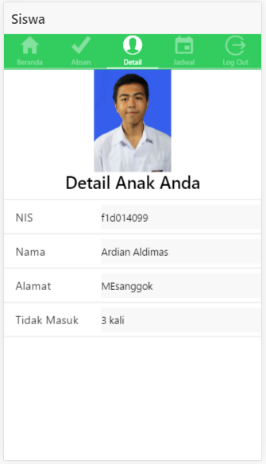 Siswa
Beranda Absen Detail Jadwal Log Out
Detail Anak Anda
NIS f1d014099
Nama Ardian Aldimas
Alamat MEsanggok
Tidak Masuk 3 kali